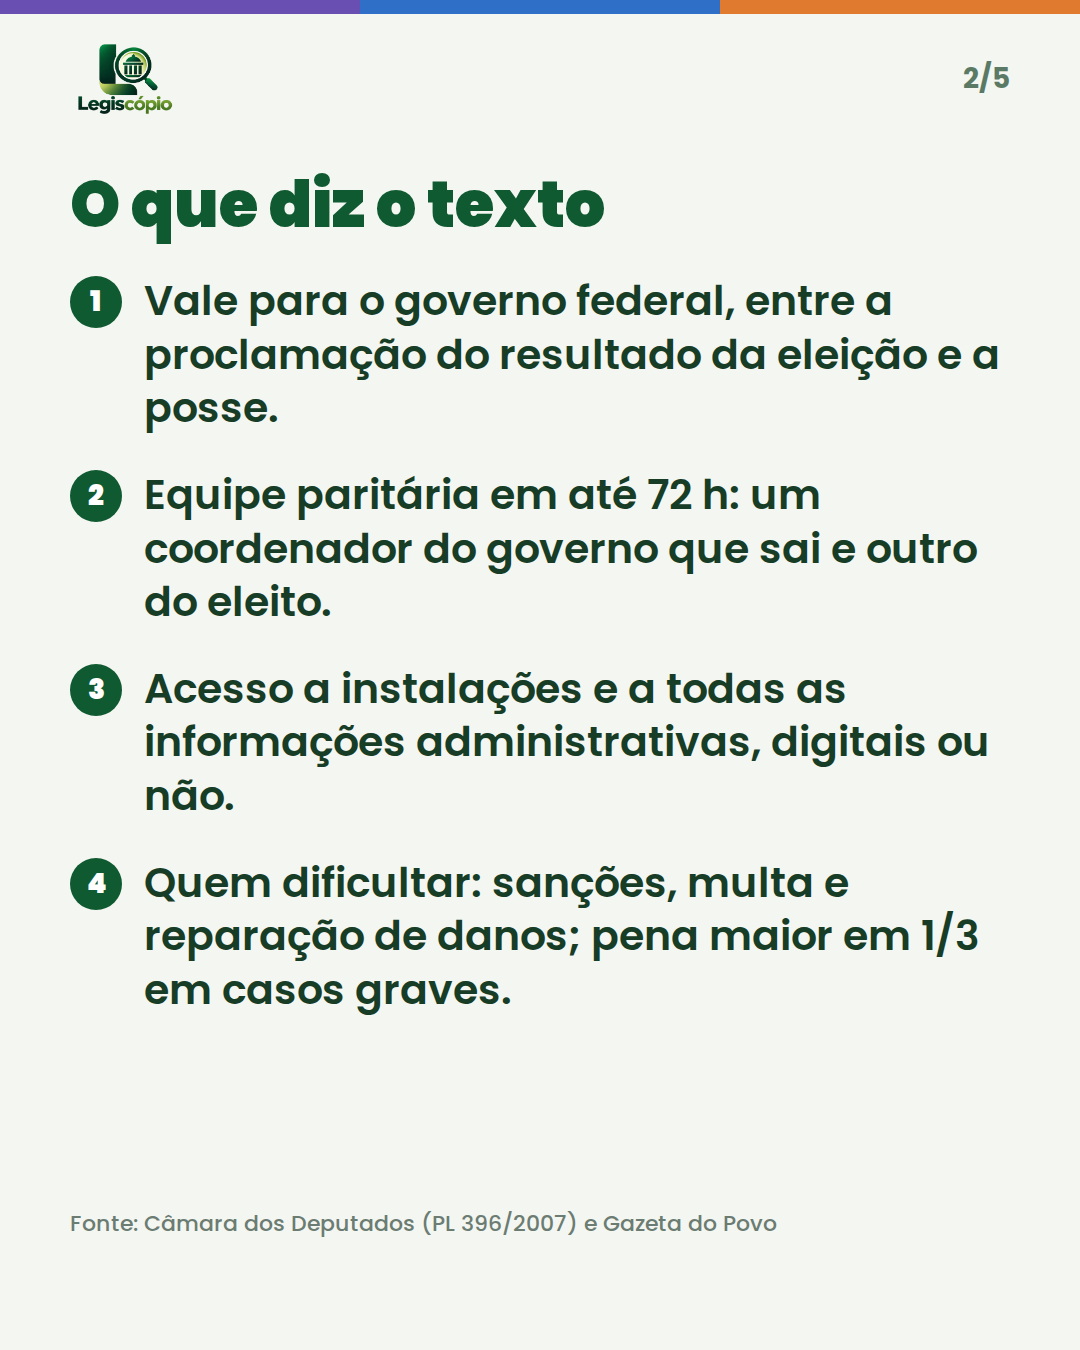 Legiscópio
2/5
O que diz o texto
1 Vale para o governo federal, entre a
proclamação do resultado da eleição e a
posse.
2 Equipe paritária em até 72 h: um
coordenador do governo que sai e outro
do eleito.
3 Acesso a instalações e a todas as
informações administrativas, digitais ou
não.
4 Quem dificultar: sanções, multa e
reparação de danos; pena maior em 1/3
em casos graves.
Fonte: Câmara dos Deputados (PL 396/2007) e Gazeta do Povo